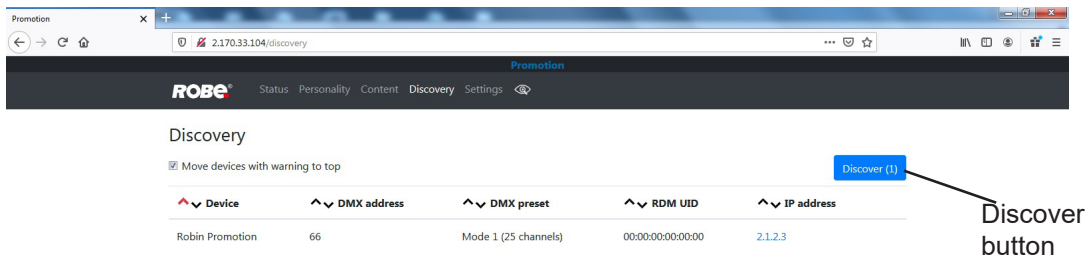 Promotion
2.170.33.104/discovery
Promotion
ROBE® Status Personality Content Discovery Settings
Discovery
Move devices with warning to top
Discover (1)
Device DMX address DMX preset RDM UID IP address
Robin Promotion 66 Mode 1 (25 channels) 00:00:00:00:00:00 2.1.2.3
Discover
button